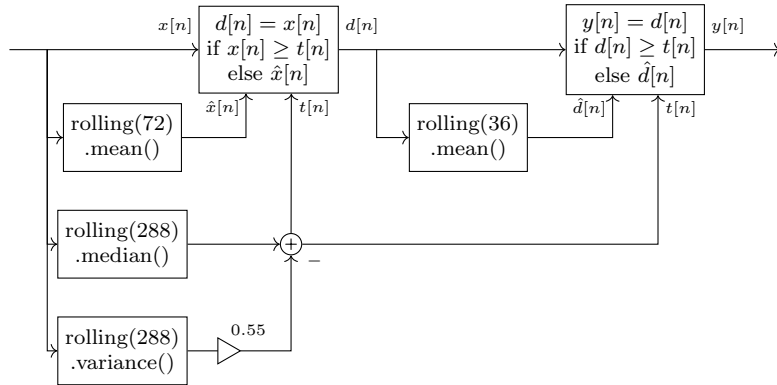 x[n]
d[n] = x[n]
if x[n] ≥ t[n]
else x̂[n]
d[n]
y[n] = d[n]
if d[n] ≥ t[n]
else d̂[n]
y[n]
x̂[n]
t[n]
d̂[n]
t[n]
rolling(72)
.mean()
rolling(36)
.mean()
rolling(288)
.median()
+
−
rolling(288)
.variance()
0.55